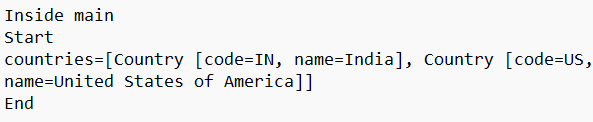 Inside main
Start
countries=[Country [code=IN, name=India], Country [code=US,
name=United States of America]]
End